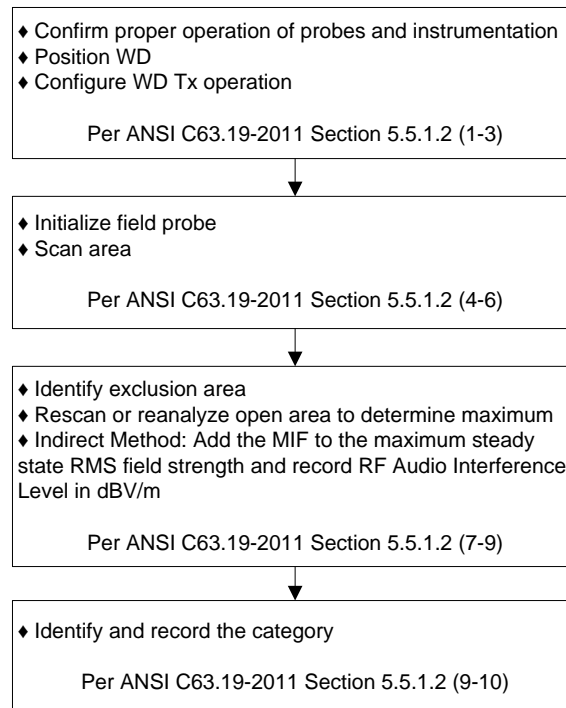 ♦ Confirm proper operation of probes and instrumentation
♦ Position WD
♦ Configure WD Tx operation
Per ANSI C63.19-2011 Section 5.5.1.2 (1-3)
♦ Initialize field probe
♦ Scan area
Per ANSI C63.19-2011 Section 5.5.1.2 (4-6)
♦ Identify exclusion area
♦ Rescan or reanalyze open area to determine maximum
♦ Indirect Method: Add the MIF to the maximum steady
state RMS field strength and record RF Audio Interference
Level in dBV/m
Per ANSI C63.19-2011 Section 5.5.1.2 (7-9)
♦ Identify and record the category
Per ANSI C63.19-2011 Section 5.5.1.2 (9-10)